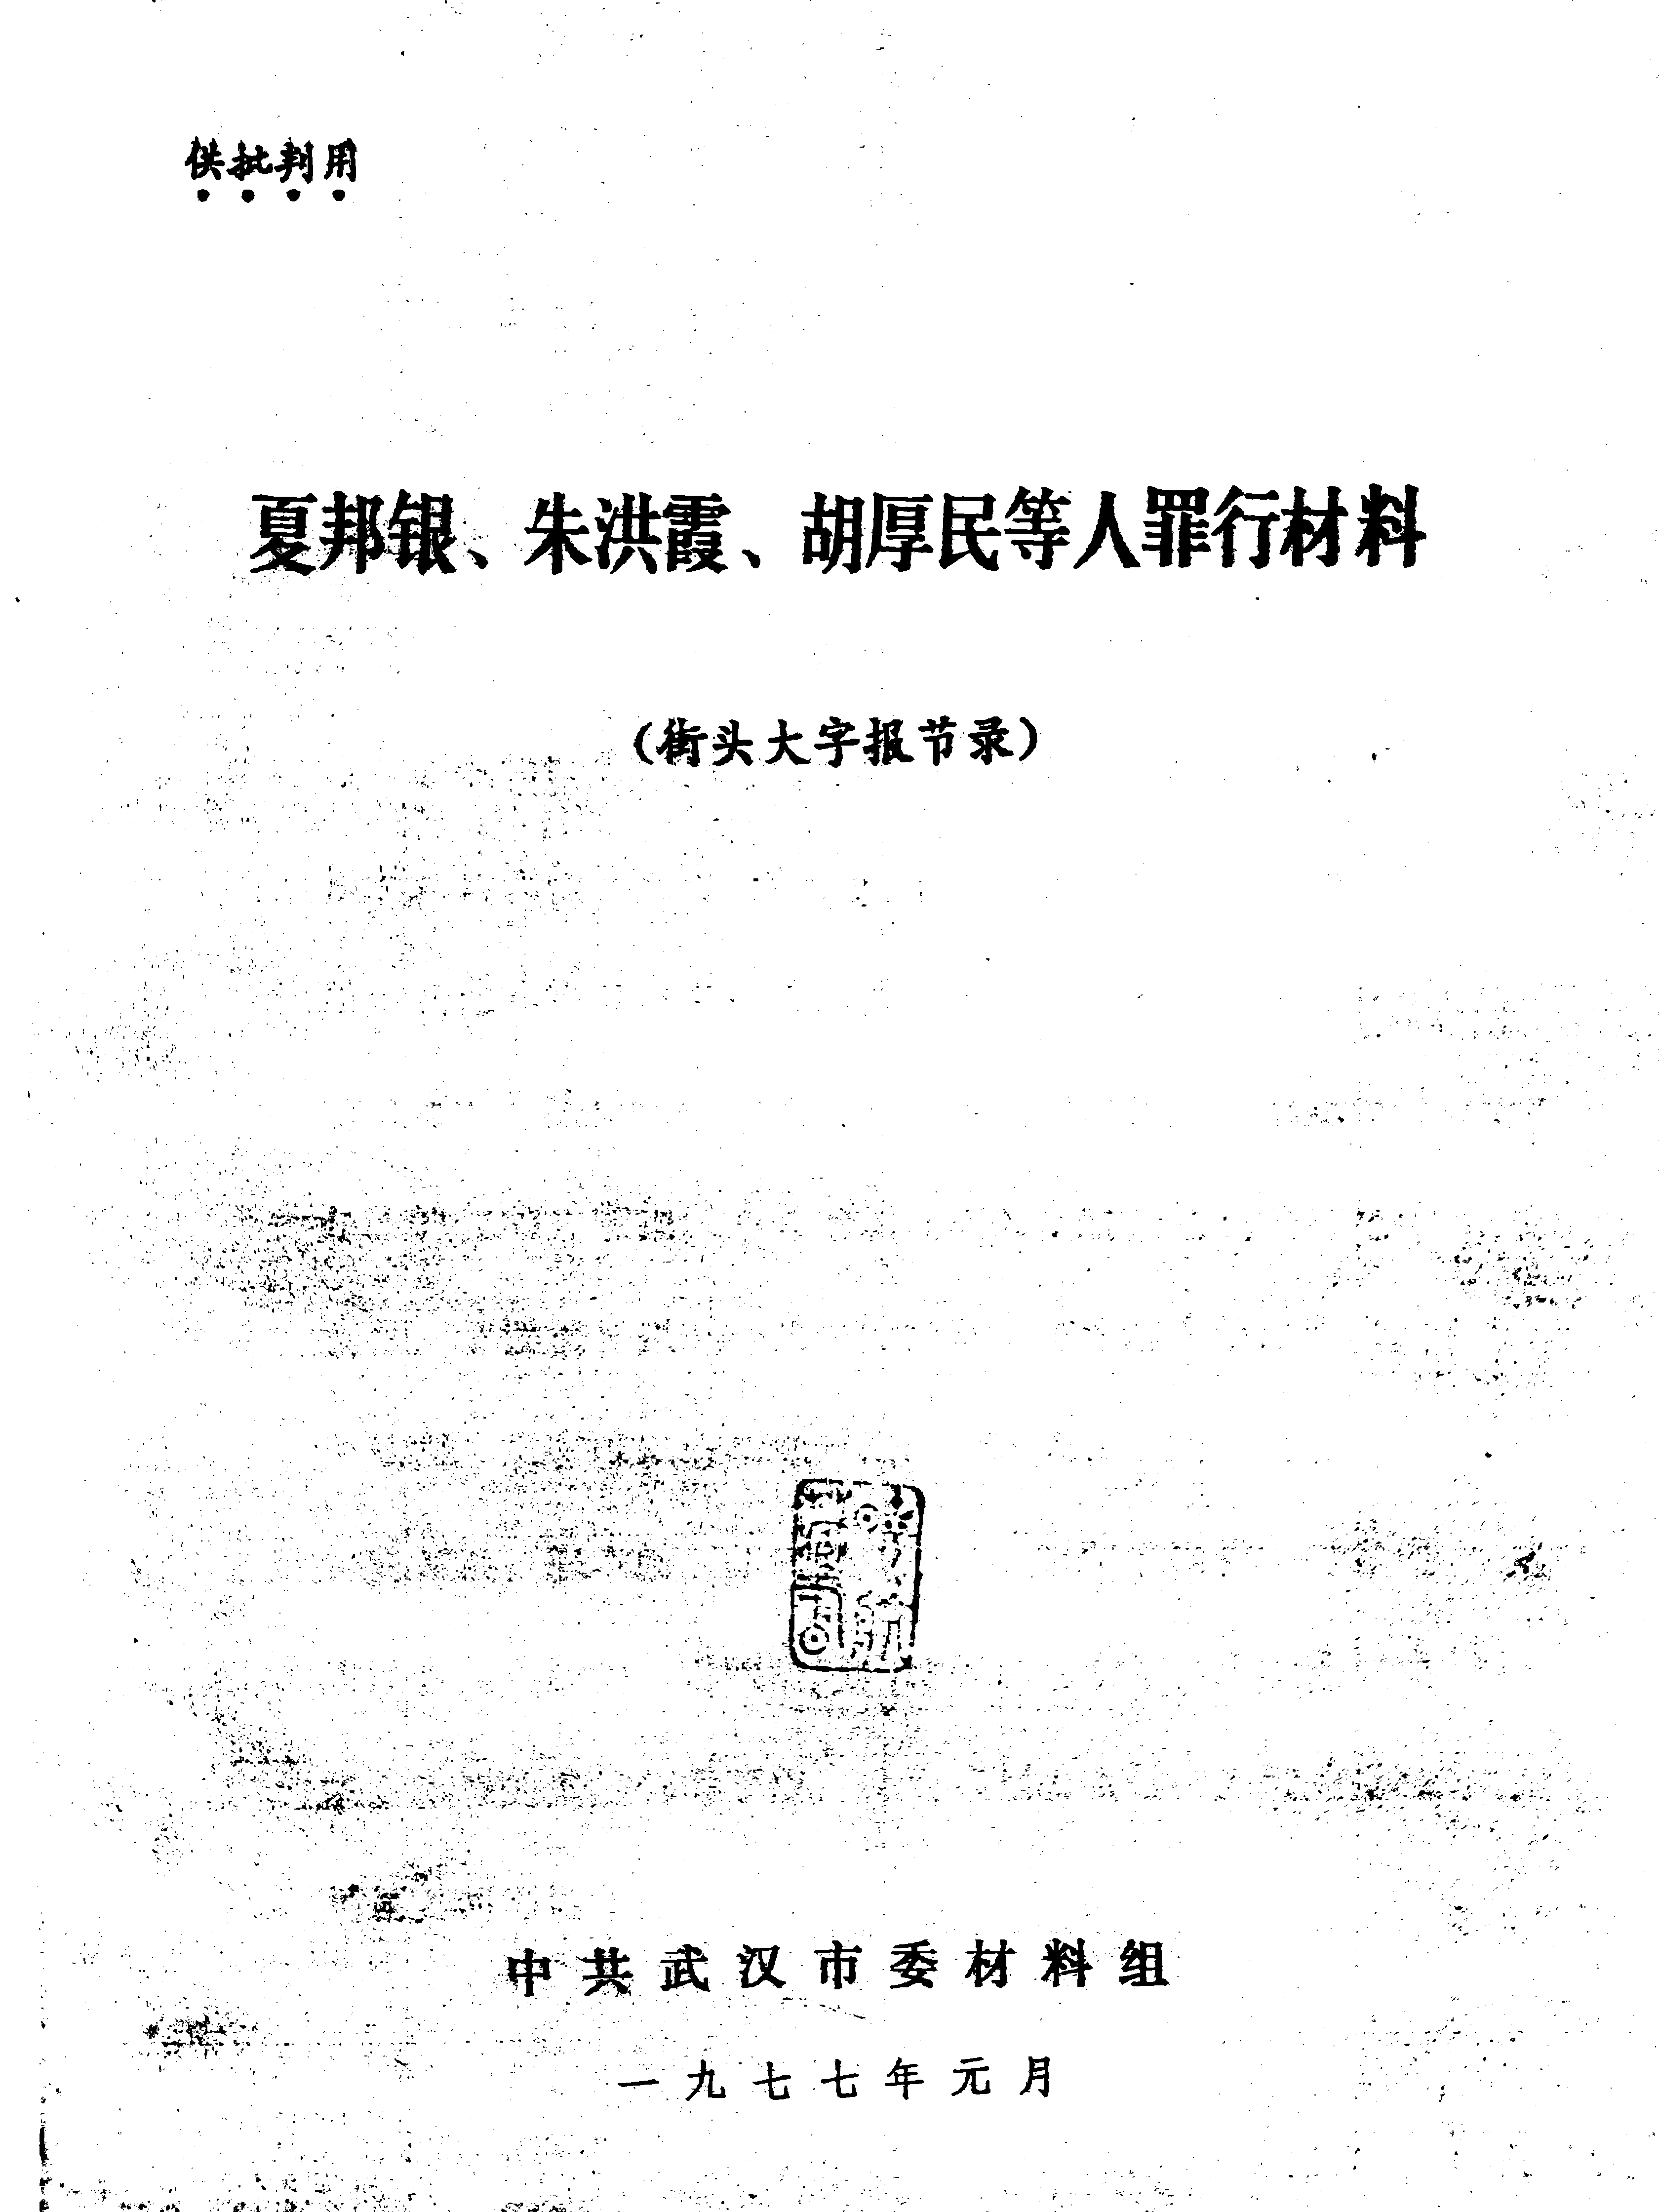 供批判用
夏邦银、朱洪霞、胡厚民等人罪行材料
（街头大字报节录）
中共武汉市委材料组
一九七七年元月